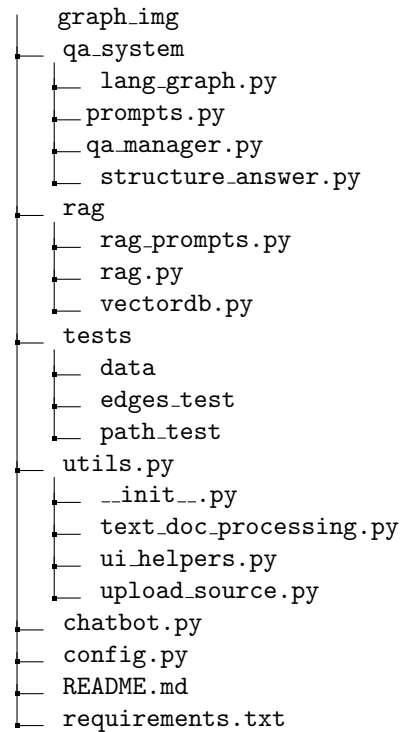 graph_img
qa_system
lang_graph.py
prompts.py
qa_manager.py
structure_answer.py
rag
rag_prompts.py
rag.py
vectordb.py
tests
data
edges_test
path_test
utils.py
__init__.py
text_doc_processing.py
ui_helpers.py
upload_source.py
chatbot.py
config.py
README.md
requirements.txt